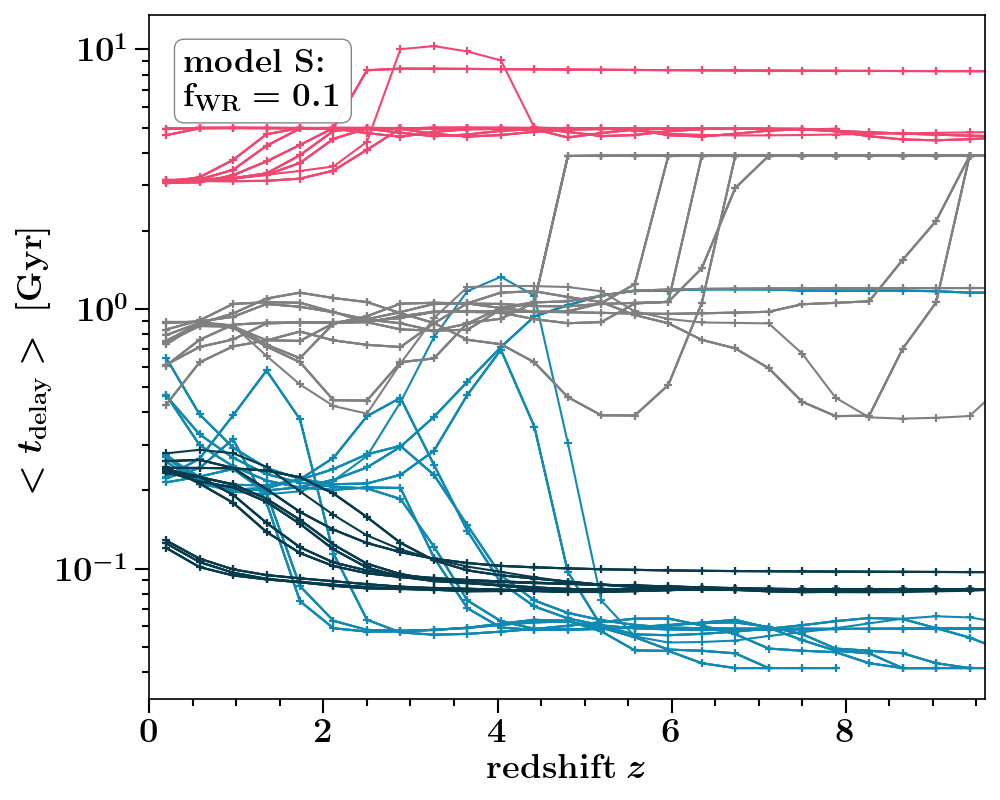 model S:
f_WR = 0.1
10^1
10^0
10^−1
< t_delay > [Gyr]
0 2 4 6 8
redshift z